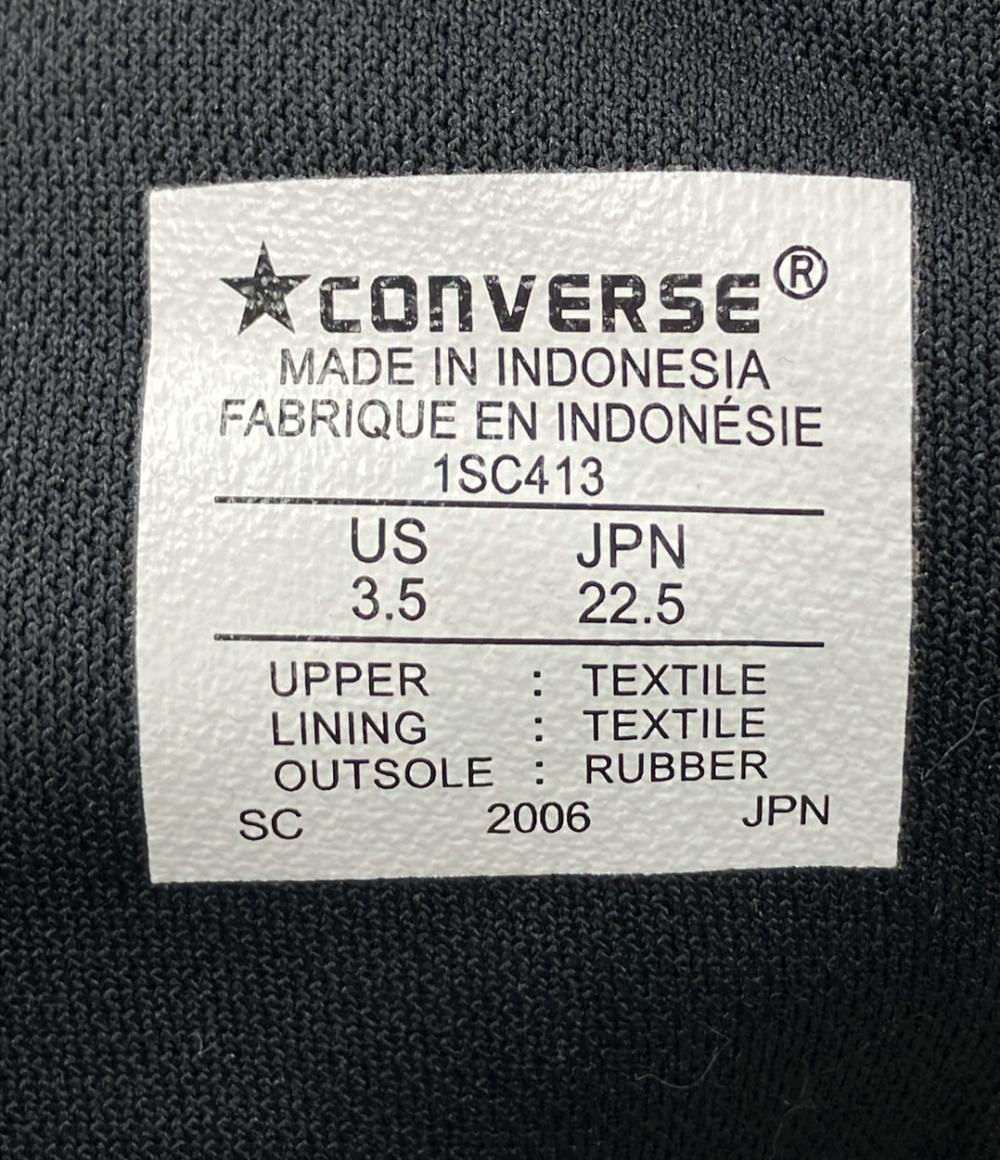 CONVERSE®
MADE IN INDONESIA
FABRIQUE EN INDONÉSIE
1SC413
US JPN
3.5 22.5
UPPER : TEXTILE
LINING : TEXTILE
OUTSOLE : RUBBER
SC 2006 JPN